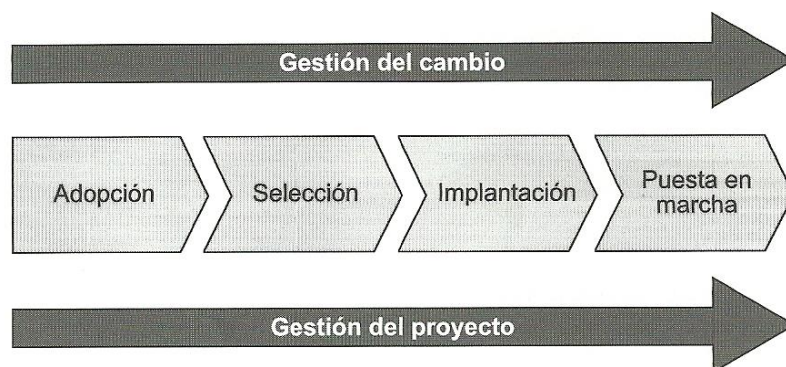 Gestión del cambio
Adopción
Selección
Implantación
Puesta en
marcha
Gestión del proyecto